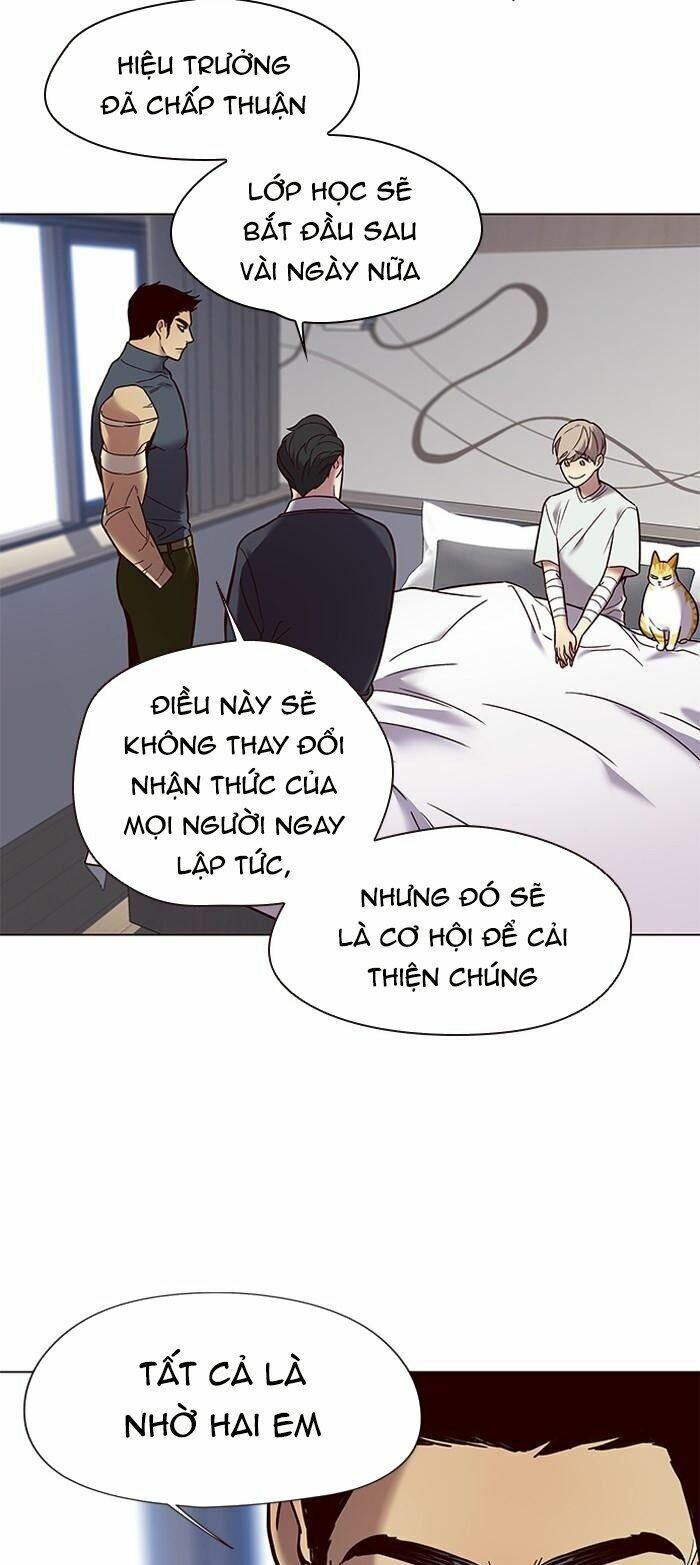 HIỆU TRƯỞNG
ĐÃ CHẤP THUẬN
LỚP HỌC SẼ
BẮT ĐẦU SAU
VÀI NGÀY NỮA
ĐIỀU NÀY SẼ
KHÔNG THAY ĐỔI
NHẬN THỨC CỦA
MỌI NGƯỜI NGAY
LẬP TỨC,
NHƯNG ĐÓ SẼ
LÀ CƠ HỘI ĐỂ CẢI
THIỆN CHÚNG
TẤT CẢ LÀ
NHỜ HAI EM